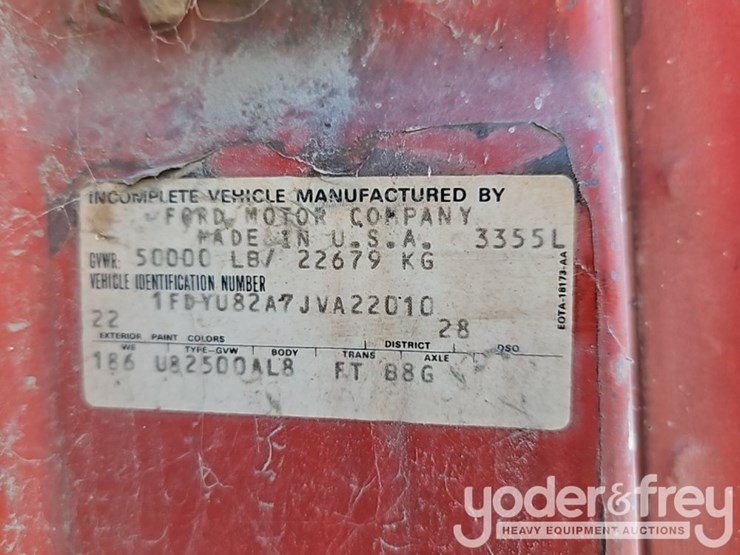 INCOMPLETE VEHICLE MANUFACTURED BY
FORD MOTOR COMPANY
MADE IN U.S.A. 3355L
GVWR: 50000 LB/ 22679 KG
VEHICLE IDENTIFICATION NUMBER
1FDYU82A7JVA22010
22 28
EXTERIOR PAINT COLORS DISTRICT DSO
WB TYPE-GVW BODY TRANS AXLE
186 U82500AL8 FT B8G
EOTA-16173-AA
yoder&frey
HEAVY EQUIPMENT AUCTIONS